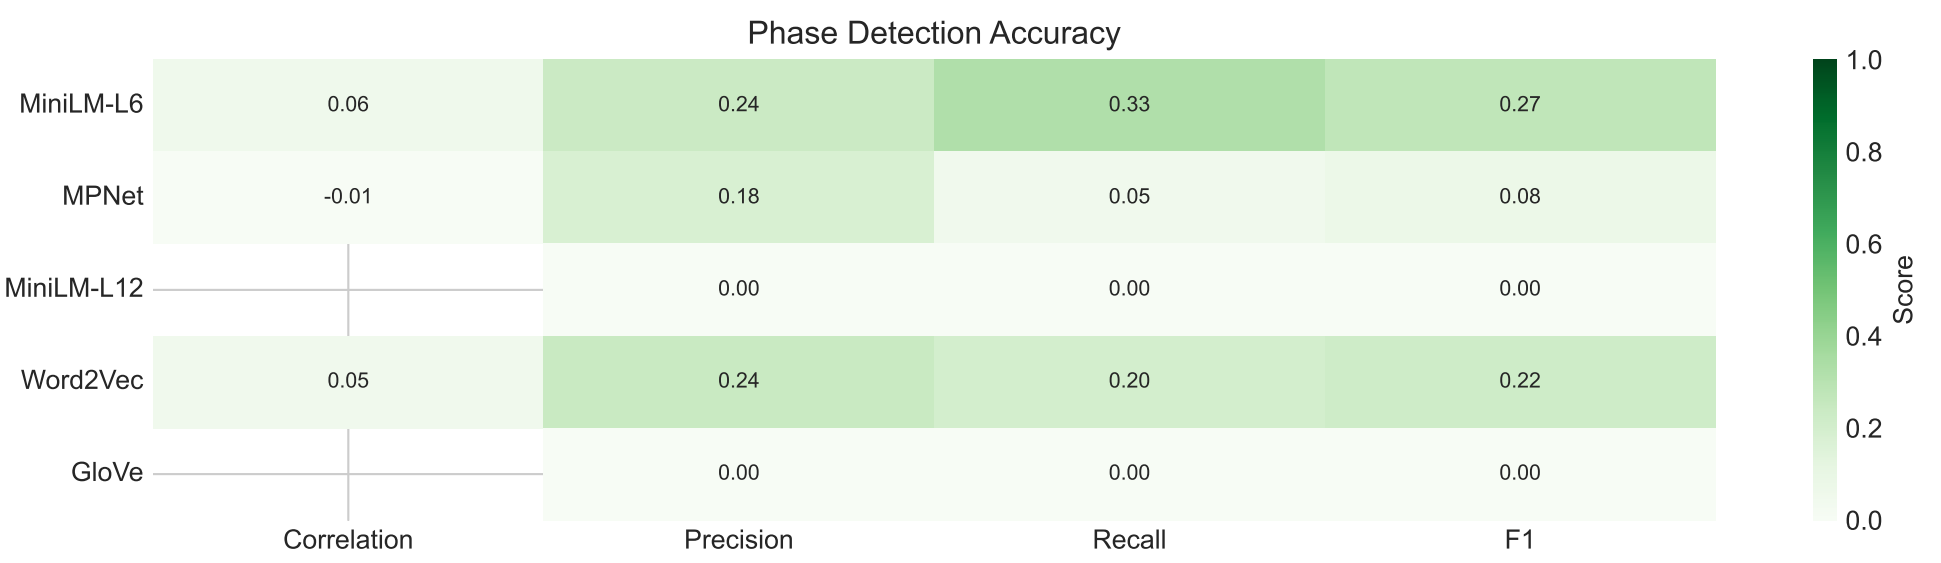 Phase Detection Accuracy
MiniLM-L6 0.06 0.24 0.33 0.27
MPNet -0.01 0.18 0.05 0.08
MiniLM-L12 0.00 0.00 0.00
Word2Vec 0.05 0.24 0.20 0.22
GloVe 0.00 0.00 0.00
Correlation Precision Recall F1
1.0
0.8
0.6
0.4
0.2
0.0
Score